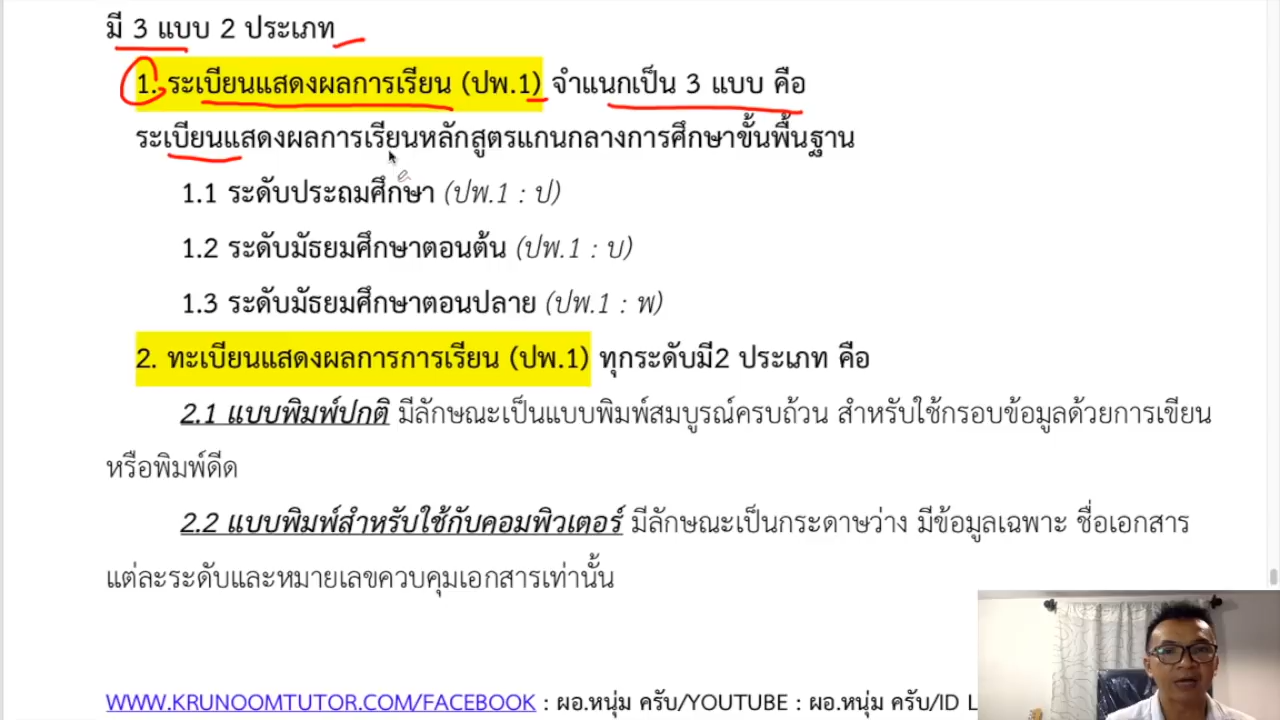 มี 3 แบบ 2 ประเภท
1. ระเบียนแสดงผลการเรียน (ปพ.1) จำแนกเป็น 3 แบบ คือ
ระเบียนแสดงผลการเรียนหลักสูตรแกนกลางการศึกษาขั้นพื้นฐาน
1.1 ระดับประถมศึกษา (ปพ.1 : ป)
1.2 ระดับมัธยมศึกษาตอนต้น (ปพ.1 : บ)
1.3 ระดับมัธยมศึกษาตอนปลาย (ปพ.1 : พ)
2. ทะเบียนแสดงผลการการเรียน (ปพ.1) ทุกระดับมี2 ประเภท คือ
2.1 แบบพิมพ์ปกติ มีลักษณะเป็นแบบพิมพ์สมบูรณ์ครบถ้วน สำหรับใช้กรอบข้อมูลด้วยการเขียน
หรือพิมพ์ดีด
2.2 แบบพิมพ์สำหรับใช้กับคอมพิวเตอร์ มีลักษณะเป็นกระดาษว่าง มีข้อมูลเฉพาะ ชื่อเอกสาร
แต่ละระดับและหมายเลขควบคุมเอกสารเท่านั้น
WWW.KRUNOOMTUTOR.COM/FACEBOOK : ผอ.หนุ่ม ครับ/YOUTUBE : ผอ.หนุ่ม ครับ/ID L